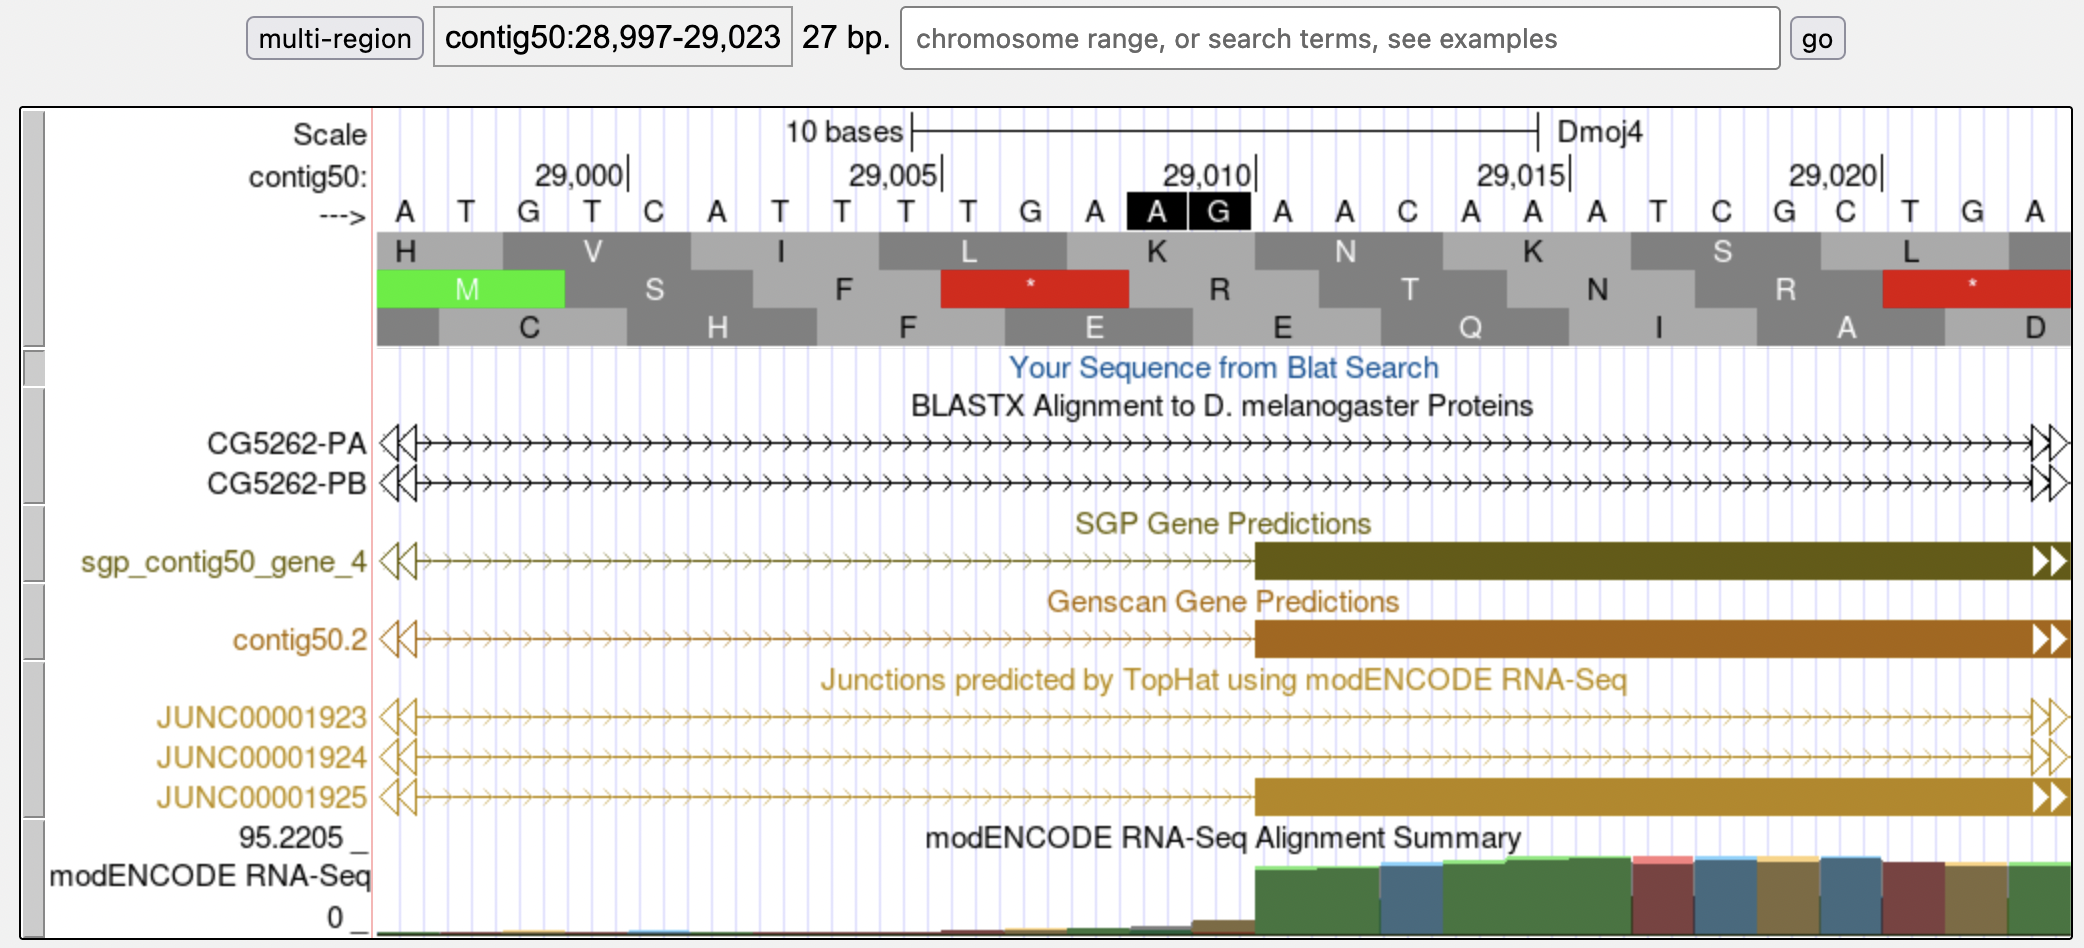 multi-region contig50:28,997-29,023 27 bp. chromosome range, or search terms, see examples go
Scale 10 bases Dmoj4
contig50: 29,000 29,005 29,010 29,015 29,020
---> A T G T C A T T T T G A A G A A C A A A T C G C T G A
H V I L K N K S L
M S F * R T N R *
C H F E E Q I A D
Your Sequence from Blat Search
BLASTX Alignment to D. melanogaster Proteins
CG5262-PA
CG5262-PB
SGP Gene Predictions
sgp_contig50_gene_4
Genscan Gene Predictions
contig50.2
Junctions predicted by TopHat using modENCODE RNA-Seq
JUNC00001923
JUNC00001924
JUNC00001925
95.2205 _ modENCODE RNA-Seq Alignment Summary
modENCODE RNA-Seq
0 _